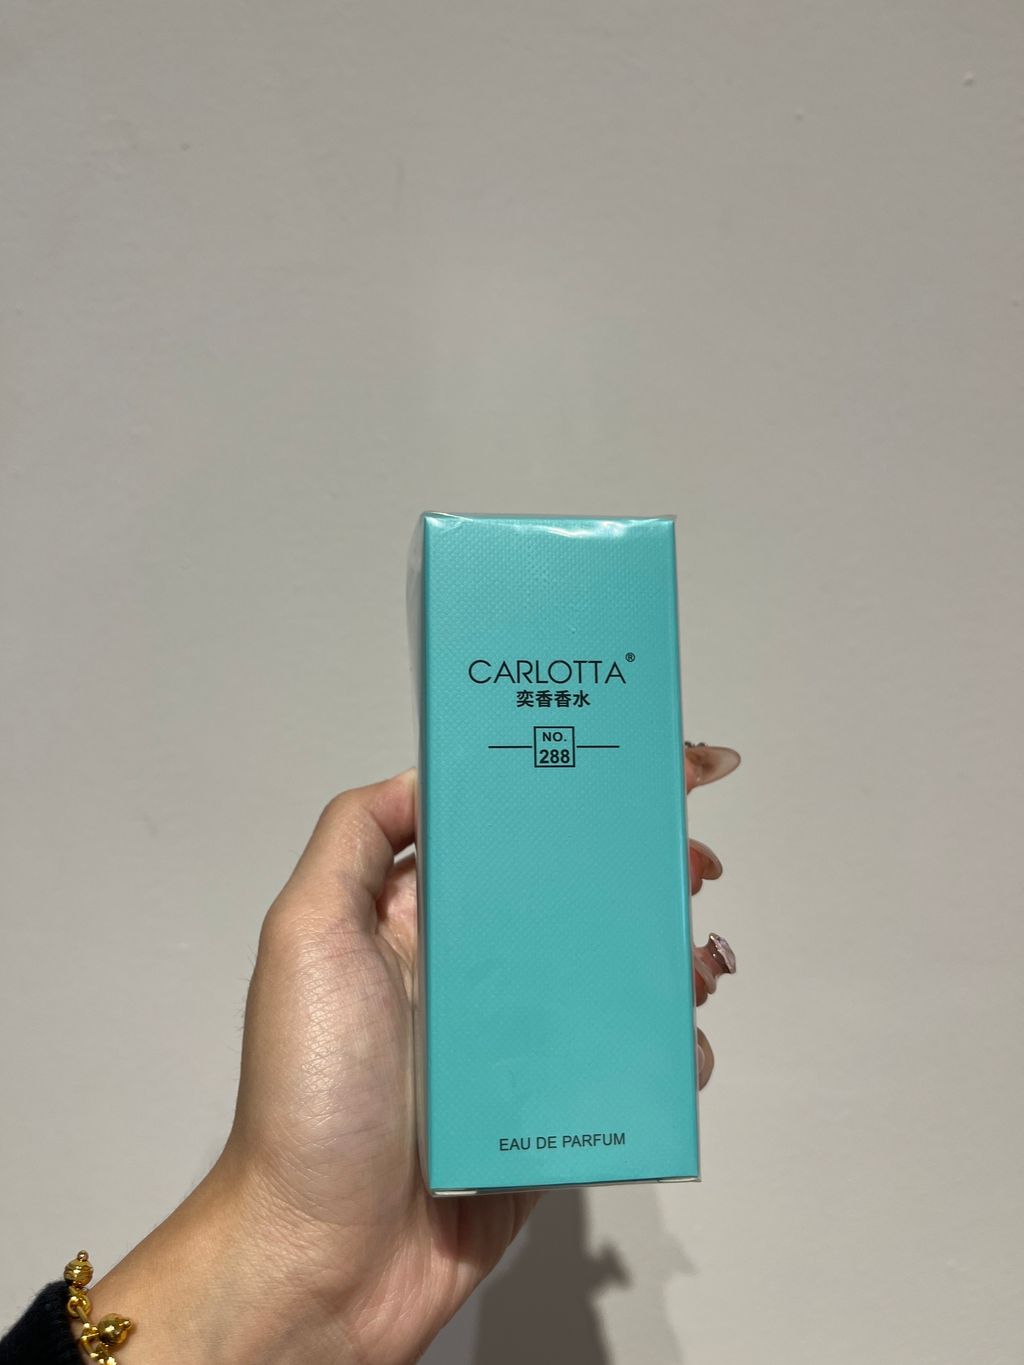 CARLOTTA®
奕香香水
NO.
288
EAU DE PARFUM